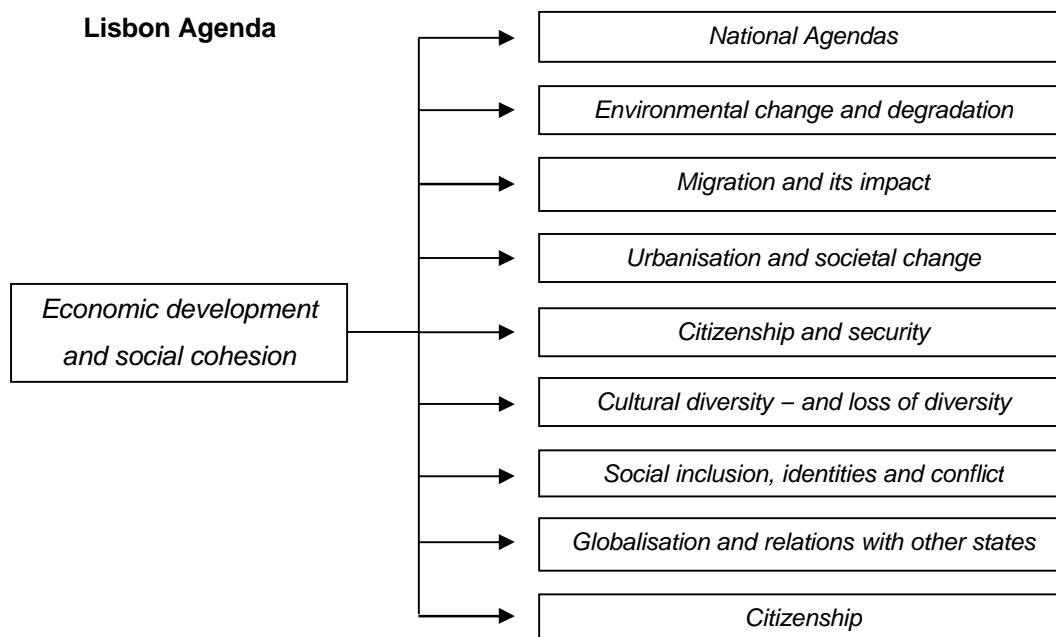 Lisbon Agenda
National Agendas
Environmental change and degradation
Migration and its impact
Urbanisation and societal change
Economic development
and social cohesion
Citizenship and security
Cultural diversity – and loss of diversity
Social inclusion, identities and conflict
Globalisation and relations with other states
Citizenship